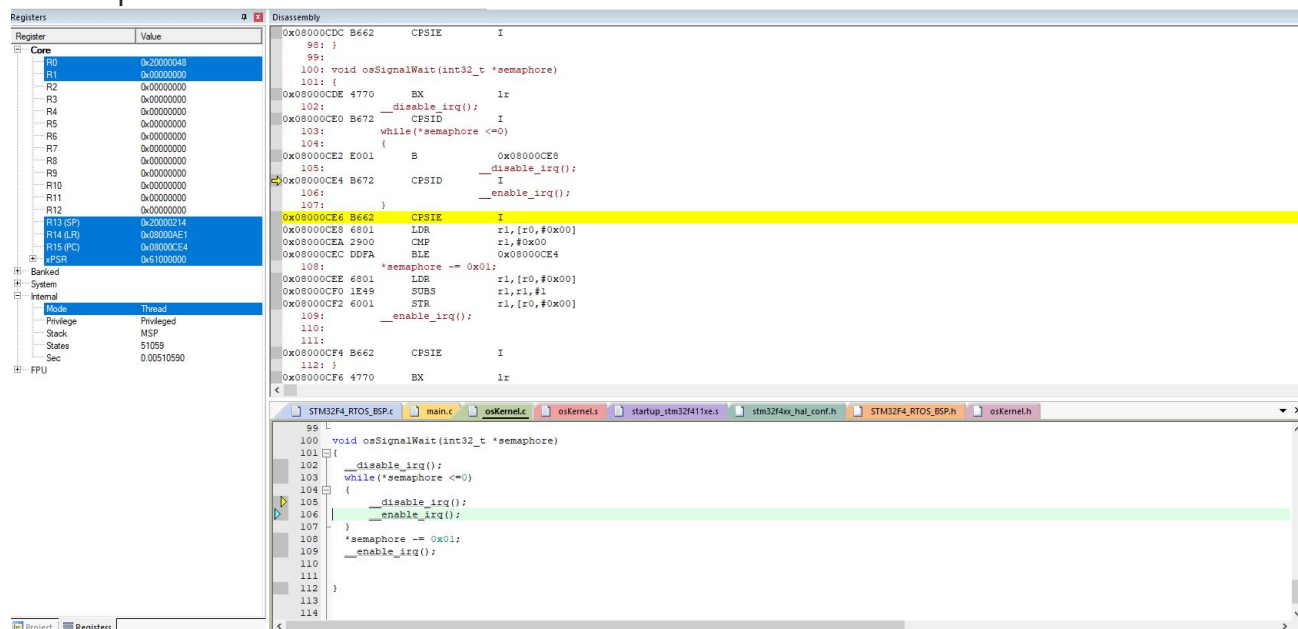 Registers
Register Value
Core
R0 0x20000048
R1 0x00000000
R2 0x00000000
R3 0x00000000
R4 0x00000000
R5 0x00000000
R6 0x00000000
R7 0x00000000
R8 0x00000000
R9 0x00000000
R10 0x00000000
R11 0x00000000
R12 0x00000000
R13 (SP) 0x20000214
R14 (LR) 0x08000AE1
R15 (PC) 0x08000CE4
xPSR 0x61000000
Banked
System
Internal
Mode Thread
Privilege Privileged
Stack MSP
States 51059
Sec 0.00510590
FPU
Project Registers
Disassembly
0x08000CDC B662 CPSIE I
98: }
99:
100: void osSignalWait(int32_t *semaphore)
101: {
0x08000CDE 4770 BX lr
102: __disable_irq();
0x08000CE0 B672 CPSID I
103: while(*semaphore <=0)
104: {
0x08000CE2 E001 B 0x08000CE8
105: __disable_irq();
0x08000CE4 B672 CPSID I
106: __enable_irq();
107: }
0x08000CE6 B662 CPSIE I
0x08000CE8 6801 LDR r1,[r0,#0x00]
0x08000CEA 2900 CMP r1,#0x00
0x08000CEC DDFA BLE 0x08000CE4
108: *semaphore -= 0x01;
0x08000CEE 6801 LDR r1,[r0,#0x00]
0x08000CF0 1E49 SUBS r1,r1,#1
0x08000CF2 6001 STR r1,[r0,#0x00]
109: __enable_irq();
110:
111:
0x08000CF4 B662 CPSIE I
112: }
0x08000CF6 4770 BX lr
STM32F4_RTOS_BSP.c main.c osKernel.c osKernel.s startup_stm32f411xe.s stm32f4xx_hal_conf.h STM32F4_RTOS_BSP.h osKernel.h
99
100 void osSignalWait(int32_t *semaphore)
101 {
102 __disable_irq();
103 while(*semaphore <=0)
104 {
105 __disable_irq();
106 __enable_irq();
107 }
108 *semaphore -= 0x01;
109 __enable_irq();
110
111
112 }
113
114